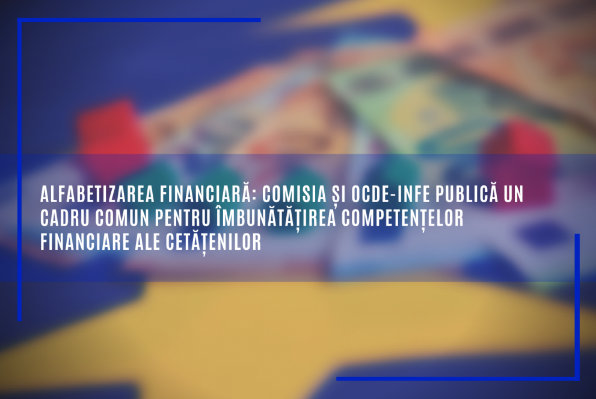 ALFABETIZAREA FINANCIARĂ: COMISIA ȘI OCDE-INFE PUBLICĂ UN
CADRU COMUN PENTRU ÎMBUNĂTĂȚIREA COMPETENȚELOR
FINANCIARE ALE CETĂȚENILOR